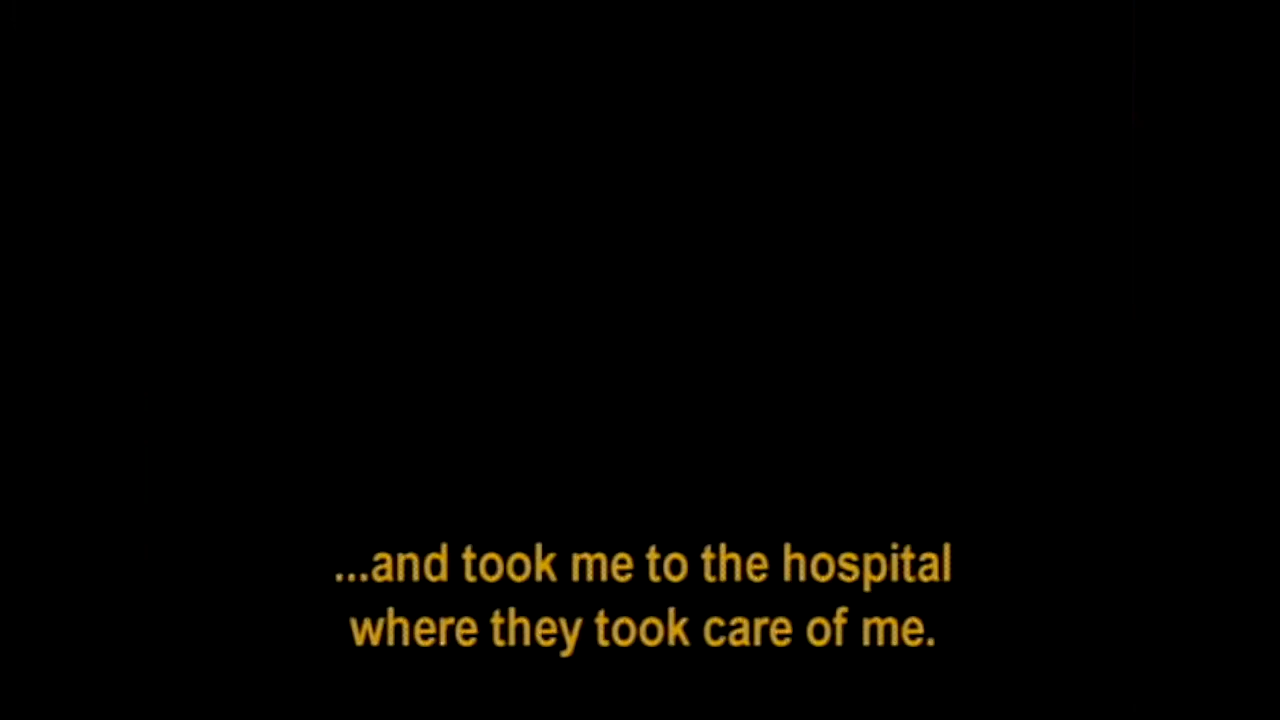 ...and took me to the hospital
where they took care of me.